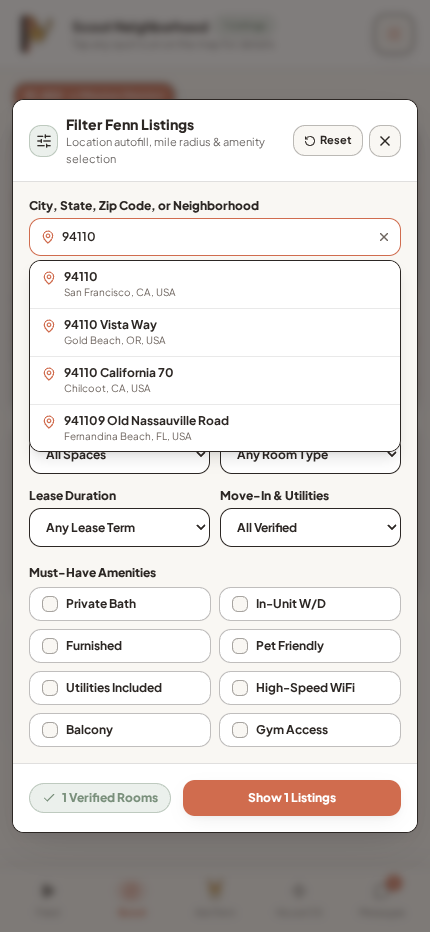 Scout Neighborhood
Filter Fenn Listings
Location autofill, mile radius & amenity
selection
Reset
City, State, Zip Code, or Neighborhood
94110
94110
San Francisco, CA, USA
94110 Vista Way
Gold Beach, OR, USA
94110 California 70
Chilcoot, CA, USA
941109 Old Nassauville Road
Fernandina Beach, FL, USA
All Spaces
Any Room Type
Lease Duration
Move-In & Utilities
Any Lease Term
All Verified
Must-Have Amenities
Private Bath
In-Unit W/D
Furnished
Pet Friendly
Utilities Included
High-Speed WiFi
Balcony
Gym Access
1 Verified Rooms
Show 1 Listings